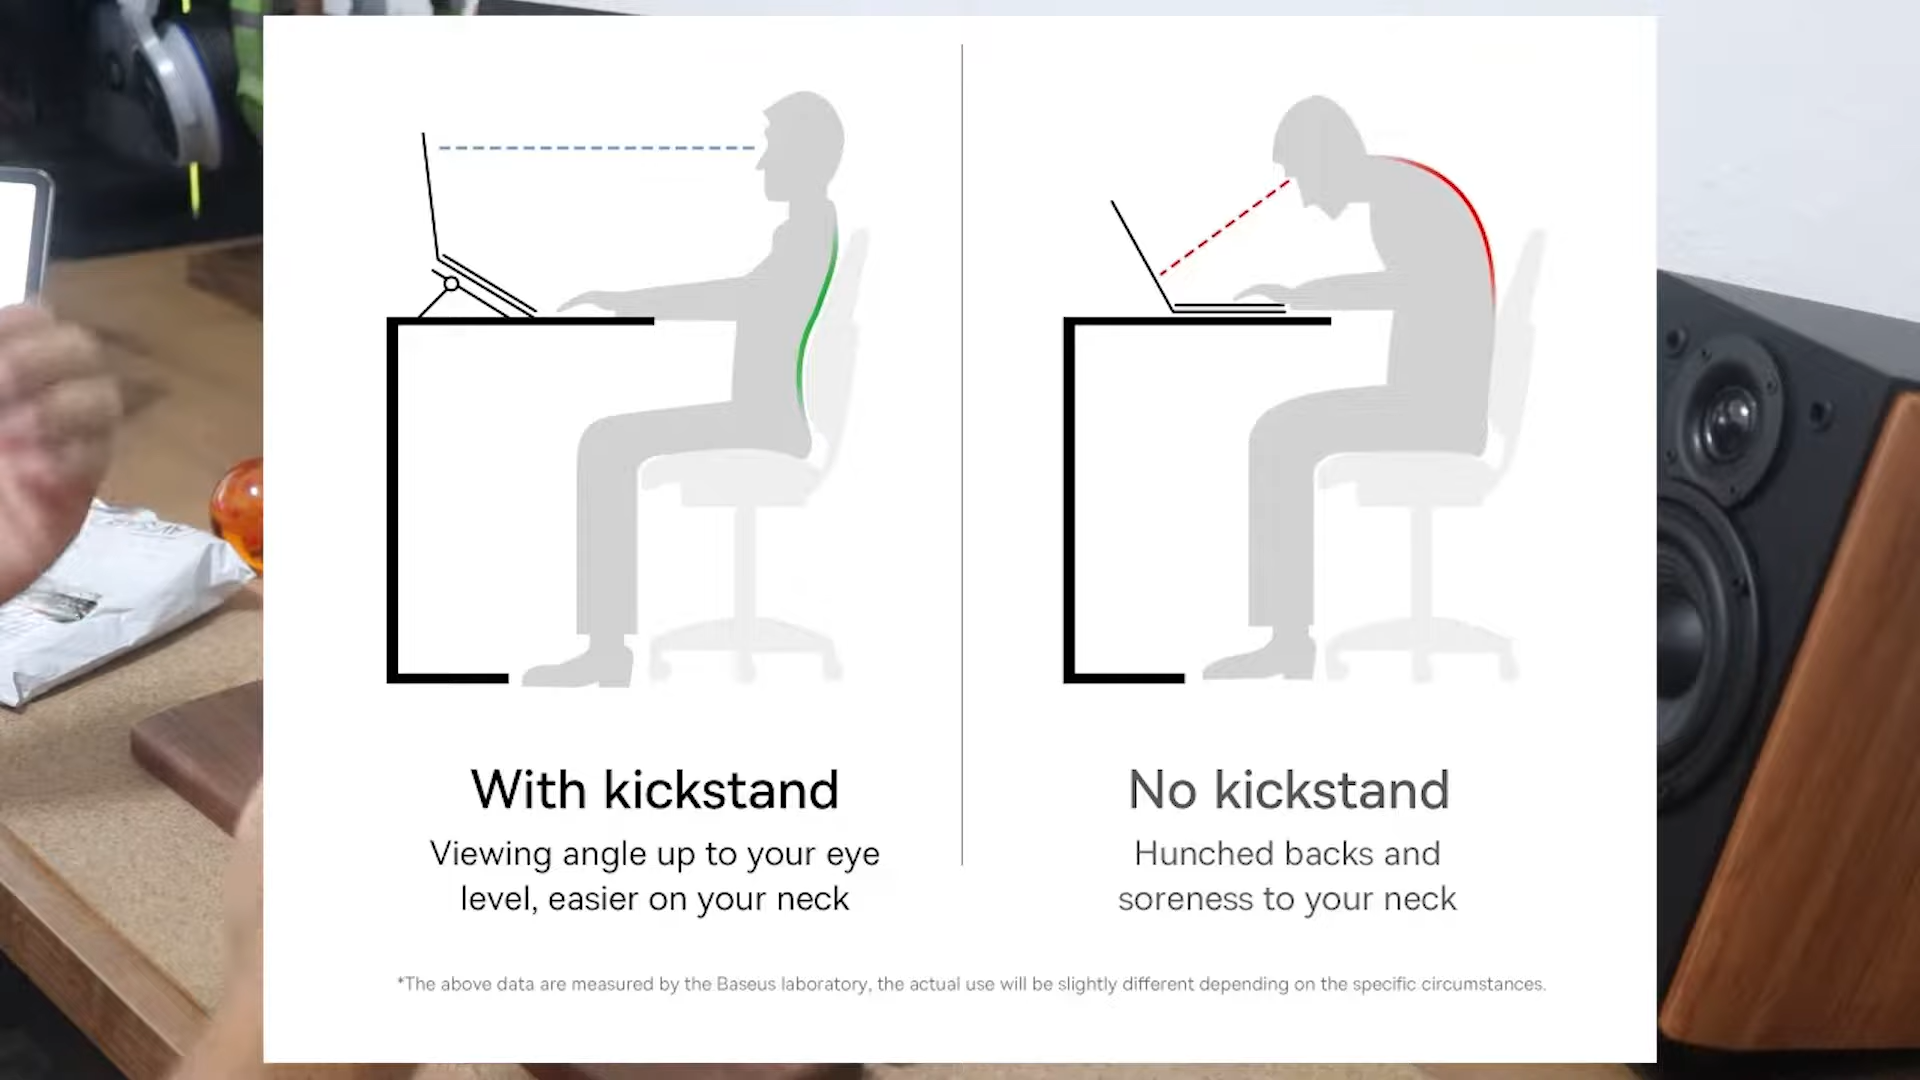 With kickstand
Viewing angle up to your eye
level, easier on your neck
No kickstand
Hunched backs and
soreness to your neck
*The above data are measured by the Baseus laboratory, the actual use will be slightly different depending on the specific circumstances.